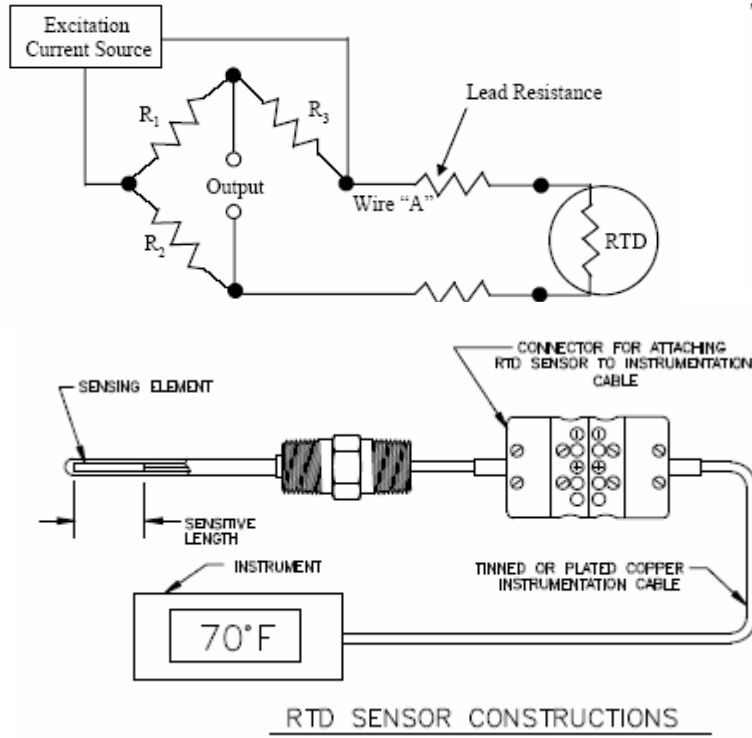 Excitation
Current Source
R1
R3
Lead Resistance
Output
Wire “A”
R2
RTD
CONNECTOR FOR ATTACHING
RTD SENSOR TO INSTRUMENTATION
CABLE
SENSING ELEMENT
SENSITIVE
LENGTH
INSTRUMENT
TINNED OR PLATED COPPER
INSTRUMENTATION CABLE
70°F
RTD SENSOR CONSTRUCTIONS